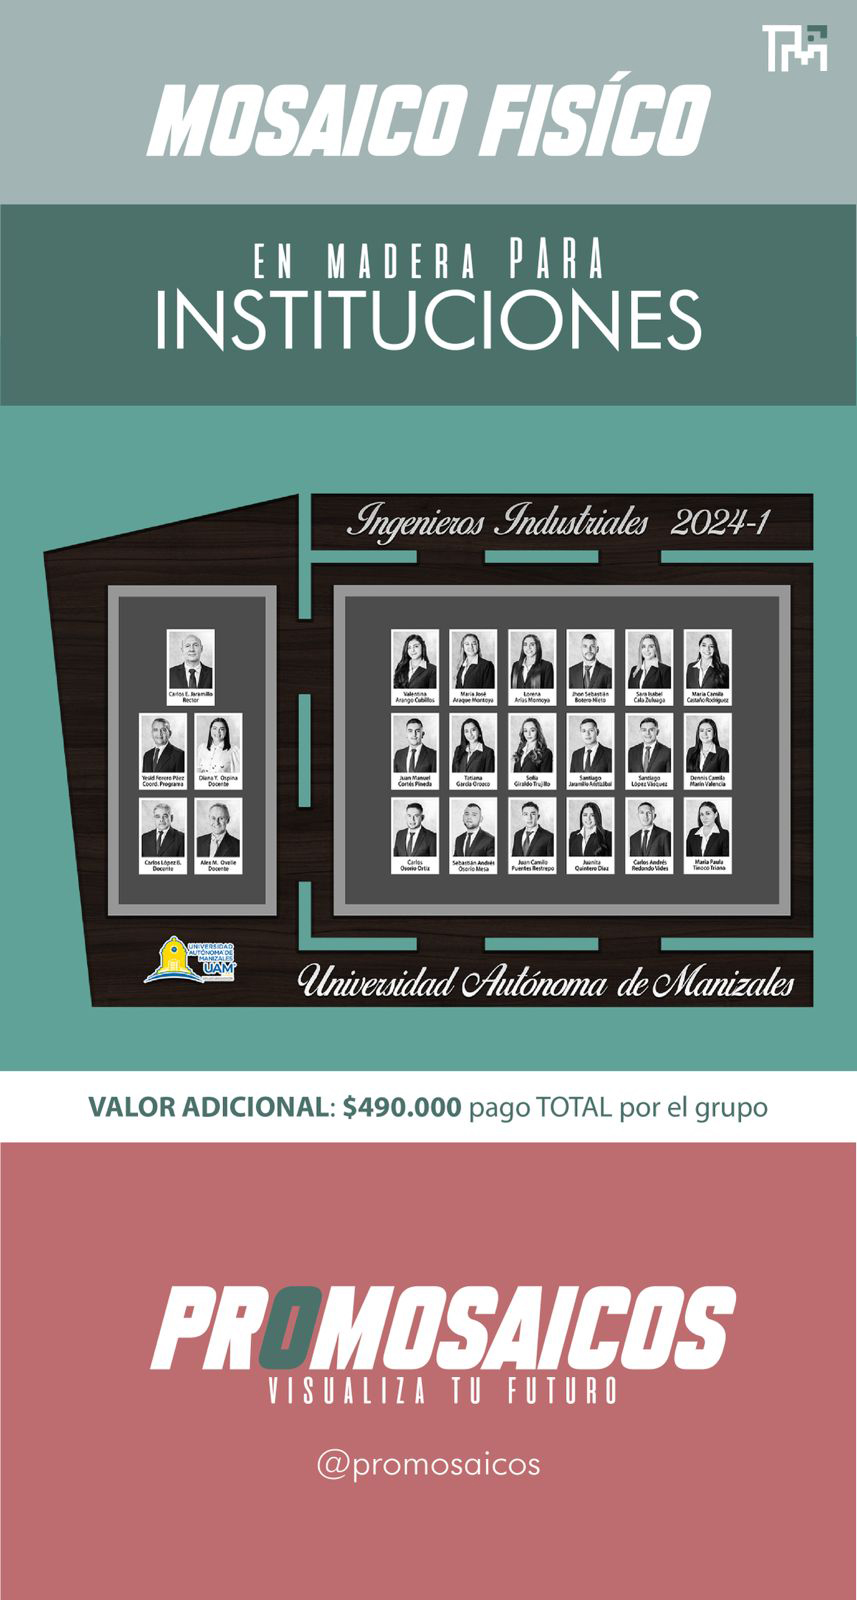 MOSAICO FISÍCO
EN MADERA PARA
INSTITUCIONES
Ingenieros Industriales 2024-1
Carlos E. Jaramillo
Rector
Yesid Forero Páez
Coord. Programa
Diana Y. Ospina
Docente
Carlos López B.
Docente
Alex M. Ovalle
Docente
Valentina
Arango Cubillos
María José
Araque Montoya
Lorena
Arias Montoya
Jhon Sebastián
Botero Nieto
Sara Isabel
Cala Zuluaga
María Camila
Castaño Rodríguez
Juan Manuel
Cortés Pineda
Tatiana
García Orozco
Sofía
Giraldo Trujillo
Santiago
Jaramillo Aristizábal
Santiago
López Vásquez
Dennis Camila
Marín Valencia
Carlos
Osorio Ortiz
Sebastián Andrés
Osorio Mesa
Juan Camilo
Puentes Restrepo
Juanita
Quintero Díaz
Carlos Andrés
Redondo Vides
María Paula
Tinoco Triana
UNIVERSIDAD
AUTÓNOMA DE
MANIZALES
UAM
Universidad Autónoma de Manizales
VALOR ADICIONAL: $490.000 pago TOTAL por el grupo
PROMOSAICOS
VISUALIZA TU FUTURO
@promosaicos